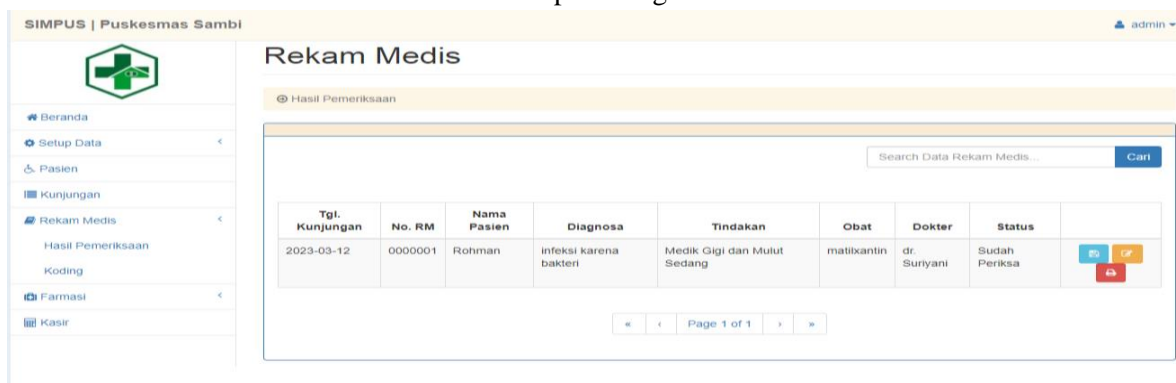 SIMPUS | Puskesmas Sambi
admin
Rekam Medis
Hasil Pemeriksaan
Beranda
Setup Data
Pasien
Kunjungan
Rekam Medis
Hasil Pemeriksaan
Koding
Farmasi
Kasir
Search Data Rekam Medis...
Cari
Tgl. Kunjungan No. RM Nama Pasien Diagnosa Tindakan Obat Dokter Status
2023-03-12 0000001 Rohman infeksi karena bakteri Medik Gigi dan Mulut Sedang matilxantin dr. Suriyani Sudah Periksa
« ‹ Page 1 of 1 › »